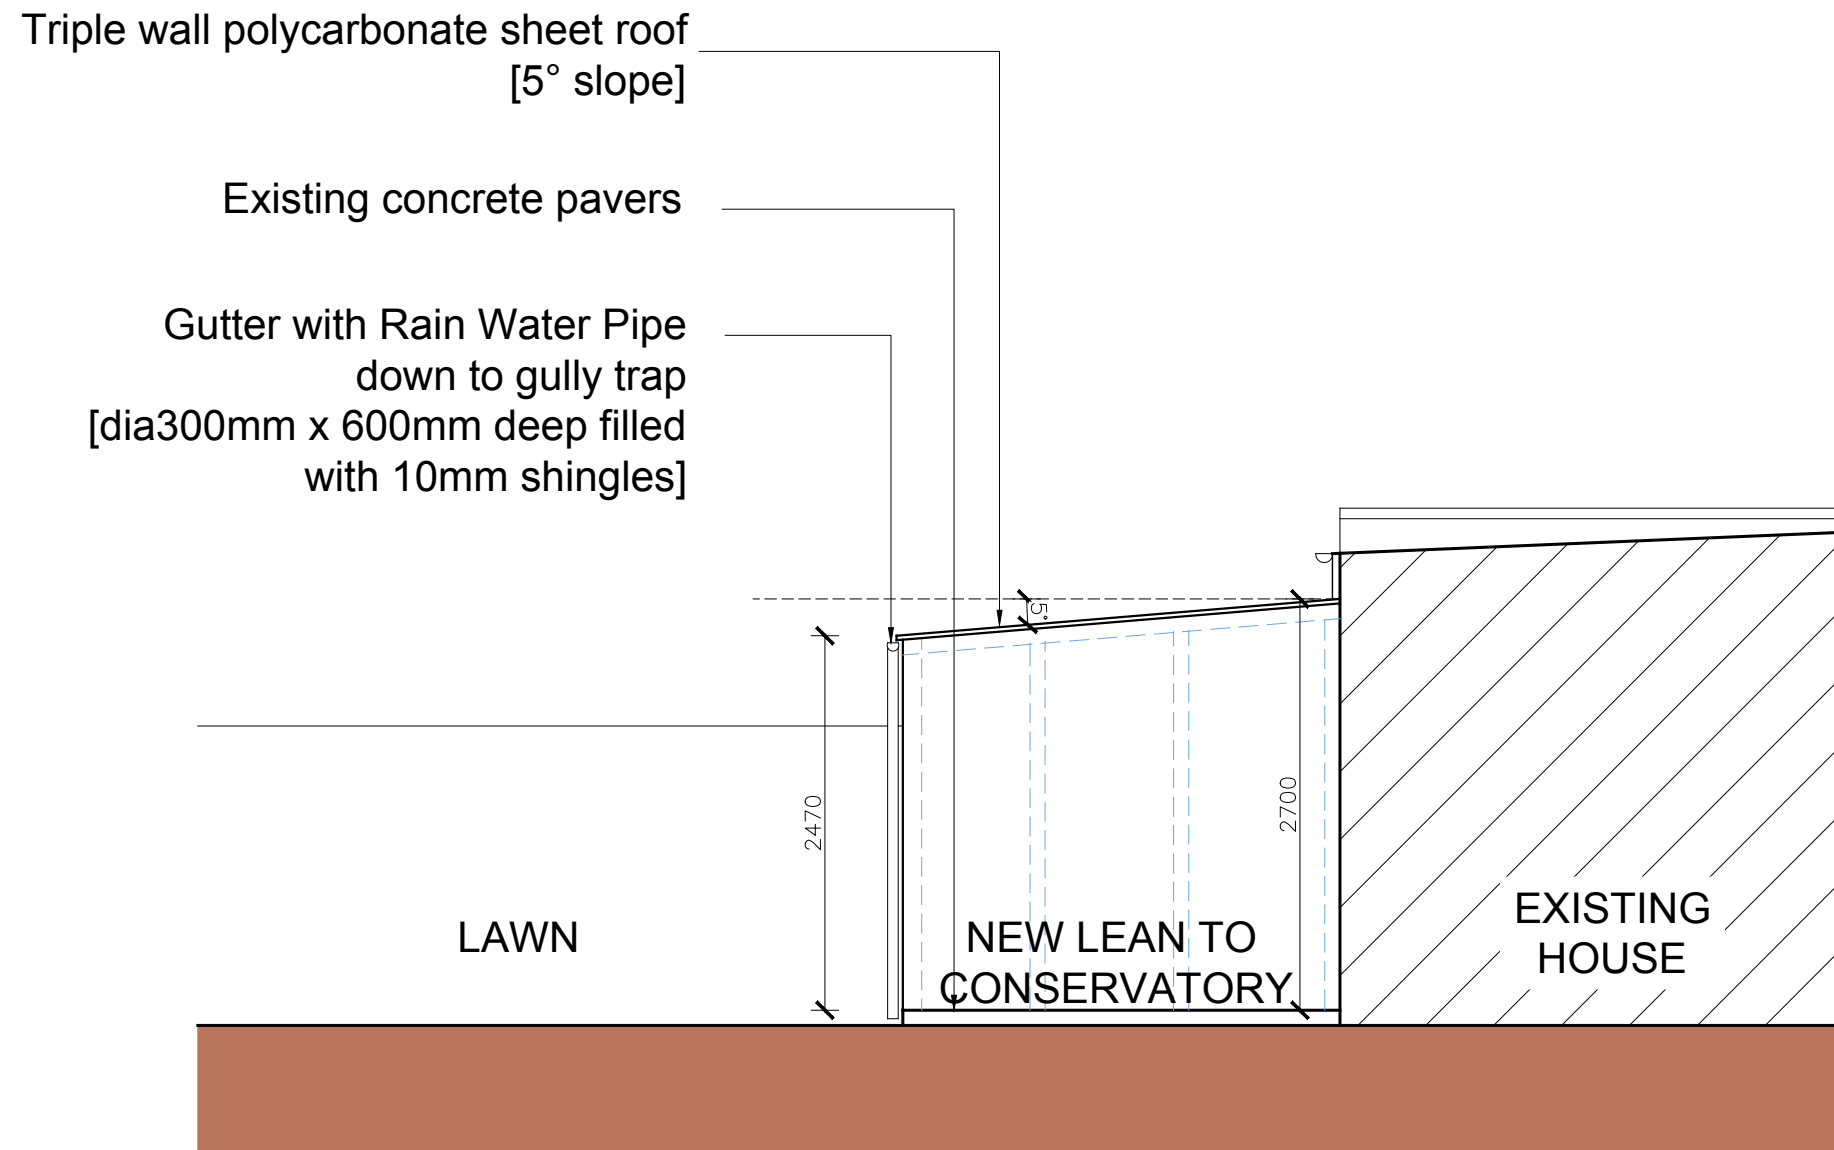 Triple wall polycarbonate sheet roof
[5° slope]
Existing concrete pavers
Gutter with Rain Water Pipe
down to gully trap
[dia300mm x 600mm deep filled
with 10mm shingles]
5°
2470
2700
LAWN
NEW LEAN TO
CONSERVATORY
EXISTING
HOUSE